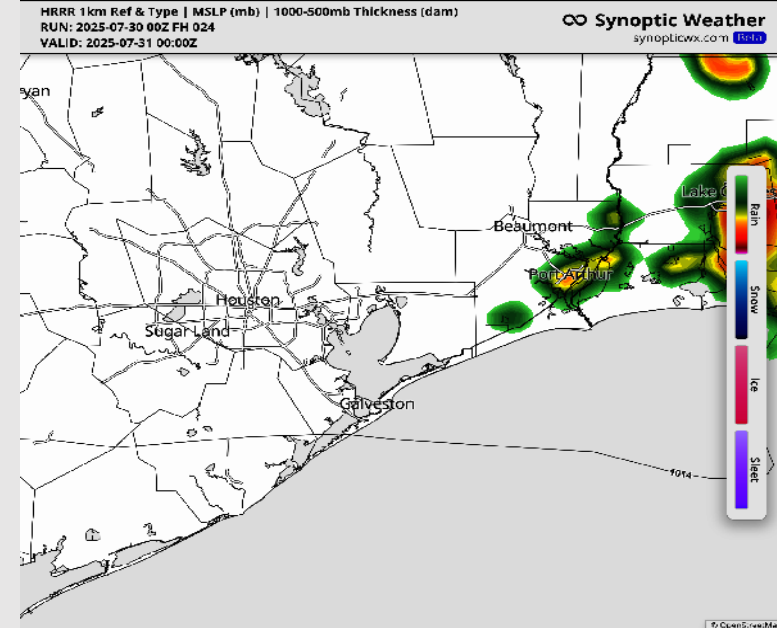 HRRR 1km Ref & Type | MSLP (mb) | 1000-500mb Thickness (dam)
RUN: 2025-07-30 00Z FH 024
VALID: 2025-07-31 00:00Z
Synoptic Weather
synopticwx.com Beta
yan
Lake C
Rain
Beaumont
Port Arthur
Snow
Houston
Sugar Land
Ice
Galveston
Sleet
1014
© OpenStreetMa